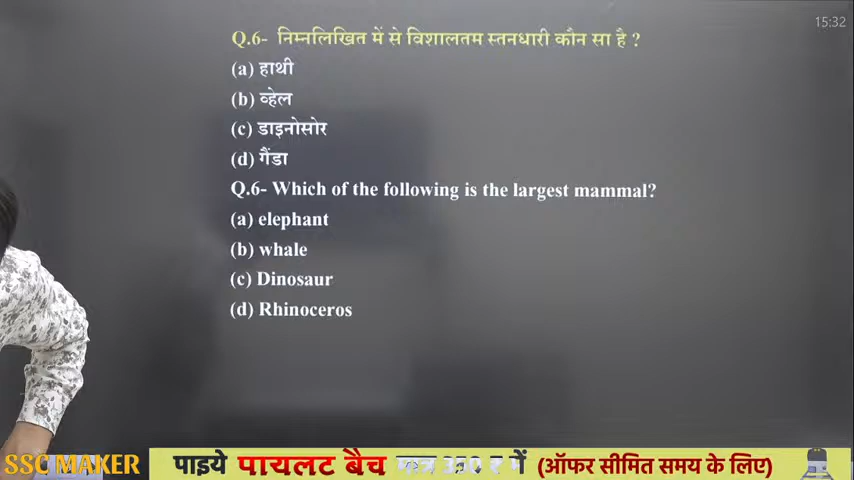 15:32
Q.6- निम्नलिखित में से विशालतम स्तनधारी कौन सा है ?
(a) हाथी
(b) व्हेल
(c) डाइनोसोर
(d) गैंडा
Q.6- Which of the following is the largest mammal?
(a) elephant
(b) whale
(c) Dinosaur
(d) Rhinoceros
SSC MAKER
पाइये पायलट बैच में (ऑफर सीमित समय के लिए)